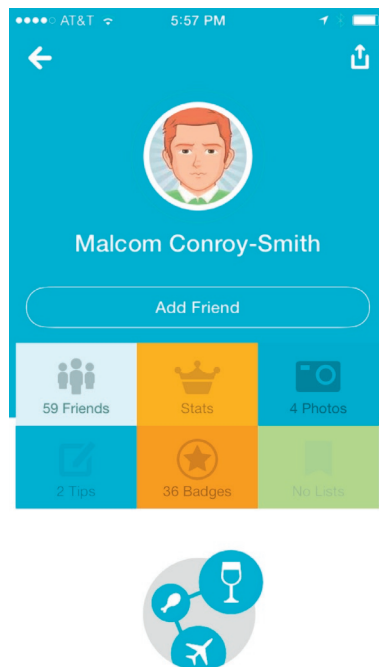 AT&T 5:57 PM
Malcom Conroy-Smith
Add Friend
59 Friends Stats 4 Photos
2 Tips 36 Badges No Lists